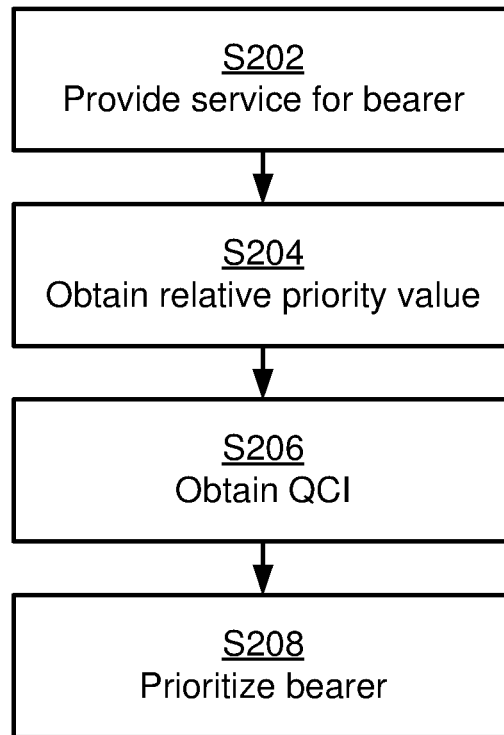 S202
Provide service for bearer
S204
Obtain relative priority value
S206
Obtain QCI
S208
Prioritize bearer